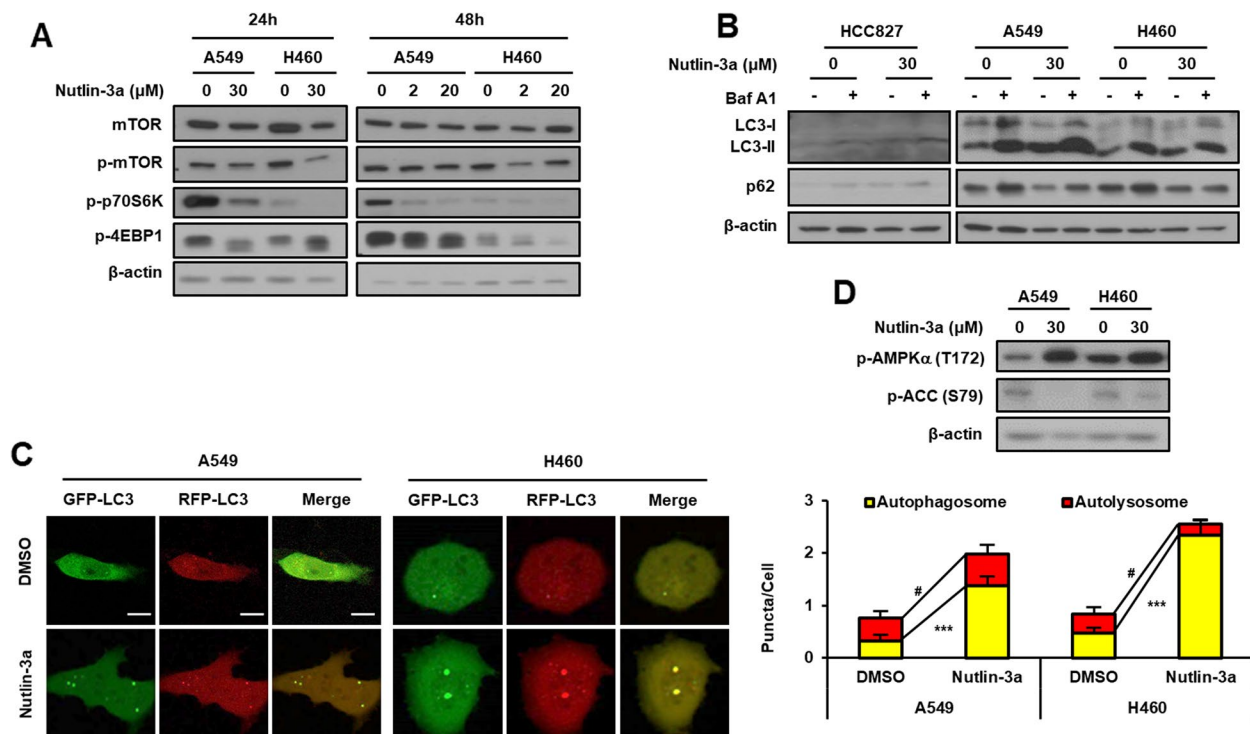 A
24h
48h
A549
H460
A549
H460
Nutlin-3a (µM)
0
30
0
30
0
2
20
0
2
20
mTOR
p-mTOR
p-p70S6K
p-4EBP1
β-actin
B
HCC827
A549
H460
Nutlin-3a (µM)
0
30
0
30
0
30
Baf A1
-
+
-
+
-
+
-
+
-
+
-
+
LC3-I
LC3-II
p62
β-actin
C
A549
H460
GFP-LC3
RFP-LC3
Merge
GFP-LC3
RFP-LC3
Merge
DMSO
Nutlin-3a
D
A549
H460
Nutlin-3a (µM)
0
30
0
30
p-AMPKα (T172)
p-ACC (S79)
β-actin
Autophagosome
Autolysosome
Puncta/Cell
3
2
1
0
#
***
#
***
DMSO
Nutlin-3a
DMSO
Nutlin-3a
A549
H460